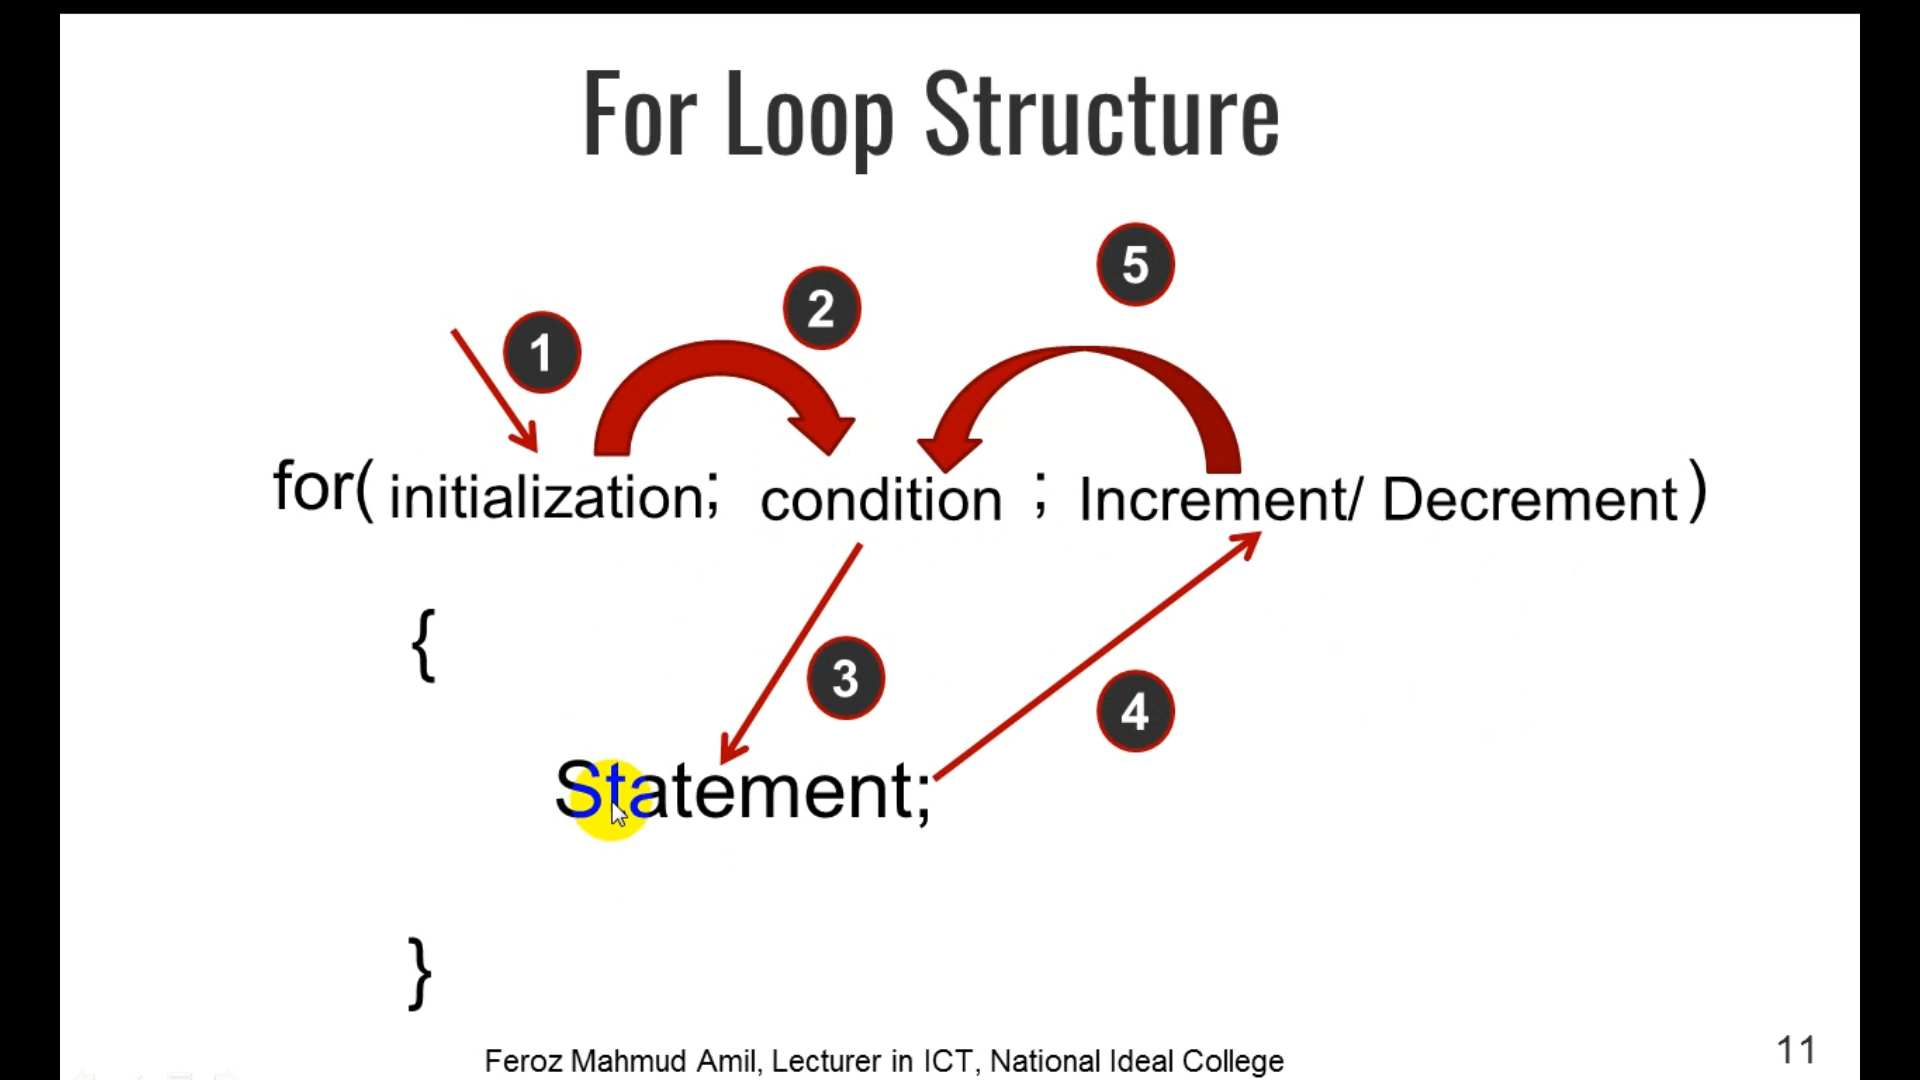 For Loop Structure
5
2
1
for( initialization; condition ; Increment/ Decrement )
{
3
4
Statement;
}
Feroz Mahmud Amil, Lecturer in ICT, National Ideal College
11